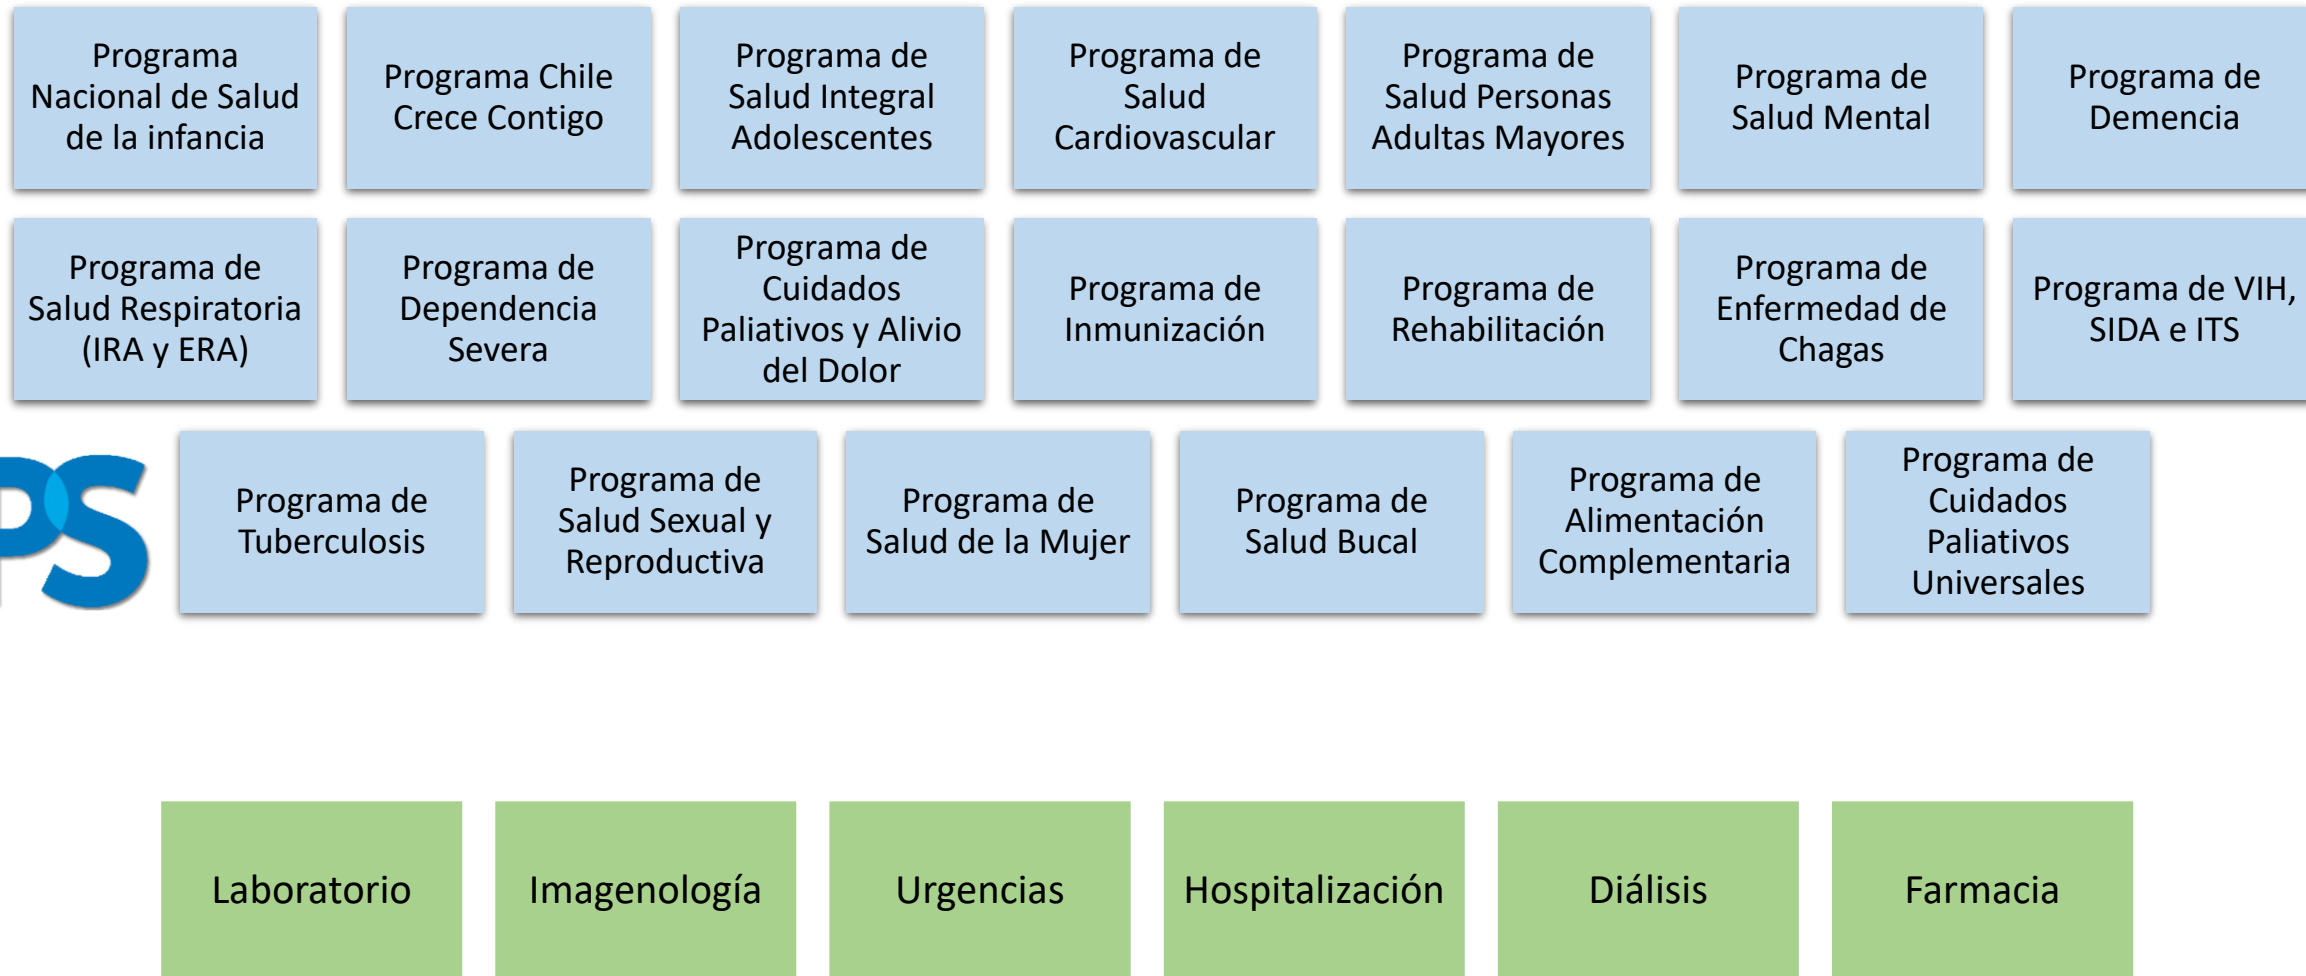 Programa
Nacional de Salud
de la infancia
Programa Chile
Crece Contigo
Programa de
Salud Integral
Adolescentes
Programa de
Salud
Cardiovascular
Programa de
Salud Personas
Adultas Mayores
Programa de
Salud Mental
Programa de
Demencia
Programa de
Salud Respiratoria
(IRA y ERA)
Programa de
Dependencia
Severa
Programa de
Cuidados
Paliativos y Alivio
del Dolor
Programa de
Inmunización
Programa de
Rehabilitación
Programa de
Enfermedad de
Chagas
Programa de VIH,
SIDA e ITS
PS
Programa de
Tuberculosis
Programa de
Salud Sexual y
Reproductiva
Programa de
Salud de la Mujer
Programa de
Salud Bucal
Programa de
Alimentación
Complementaria
Programa de
Cuidados
Paliativos
Universales
Laboratorio
Imagenología
Urgencias
Hospitalización
Diálisis
Farmacia